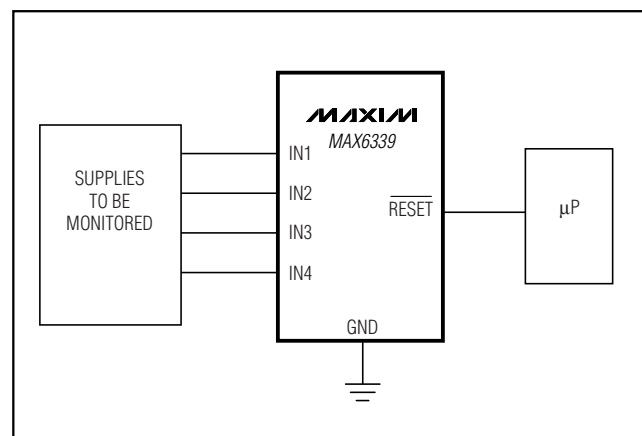 MAXIM
MAX6339
SUPPLIES
TO BE
MONITORED
IN1
IN2
IN3
IN4
RESET
GND
μP